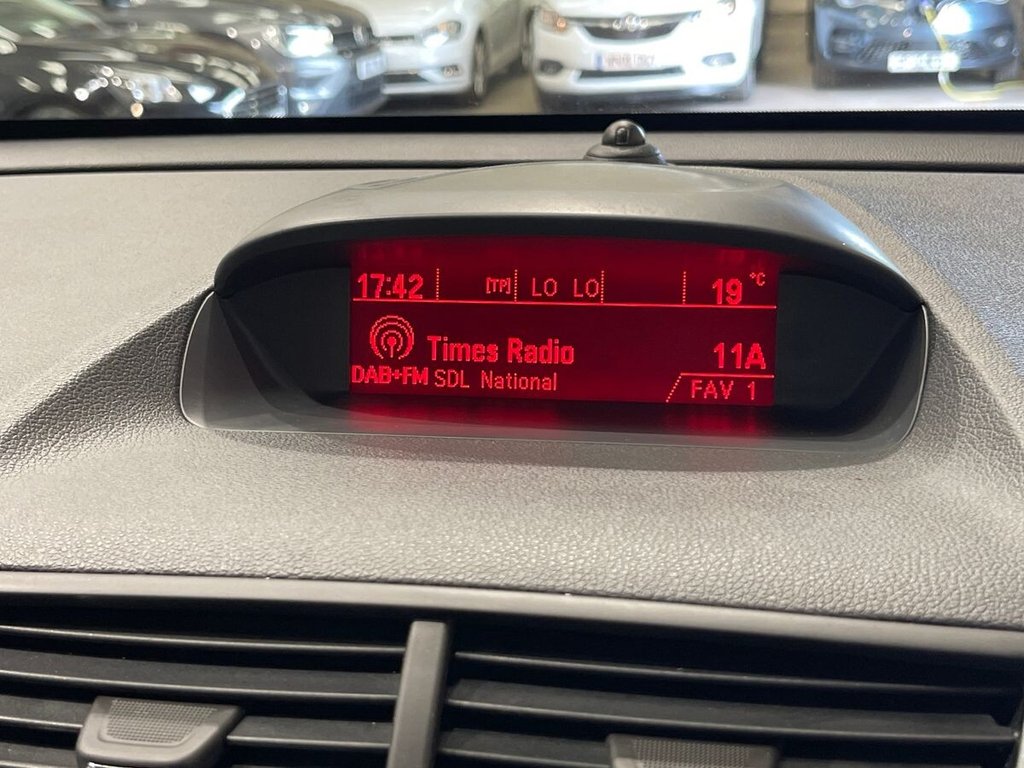 17:42 [TP] LO LO 19 °C
Times Radio 11A
DAB+FM SDL National FAV 1